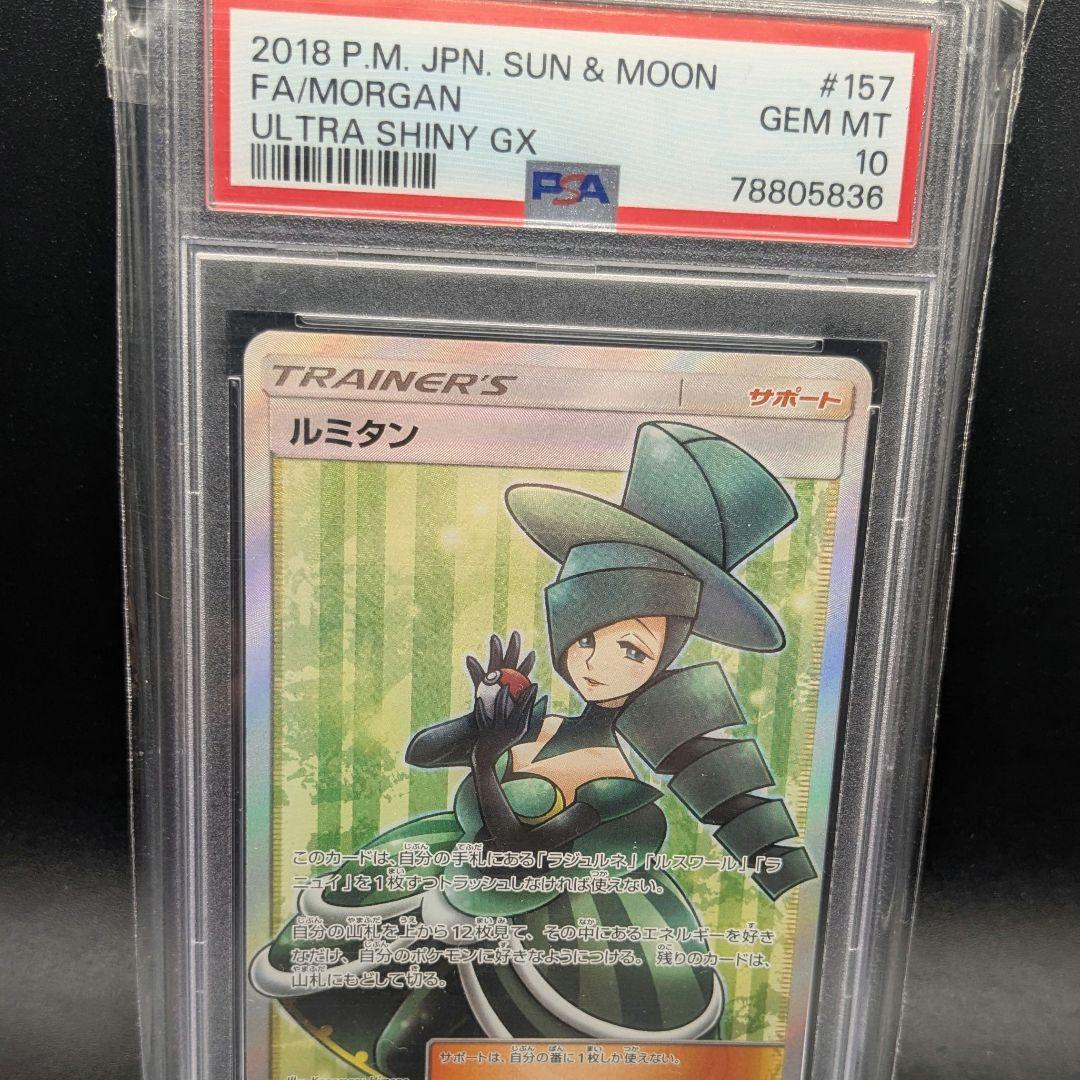 2018 P.M. JPN. SUN & MOON
#157
FA/MORGAN
GEM MT
ULTRA SHINY GX
10
PSA
78805836
TRAINER'S
サポート
ルミタン
このカードは、自分の手札にある「ラジュルネ」「ルスワール」「ラ
ニュイ」を1枚ずつトラッシュしなければ使えない。
自分の山札を上から12枚見て、その中にあるエネルギーを好き
なだけ、自分のポケモンに好きなようにつける。残りのカードは、
山札にもどして切る。
サポートは、自分の番に1枚しか使えない。